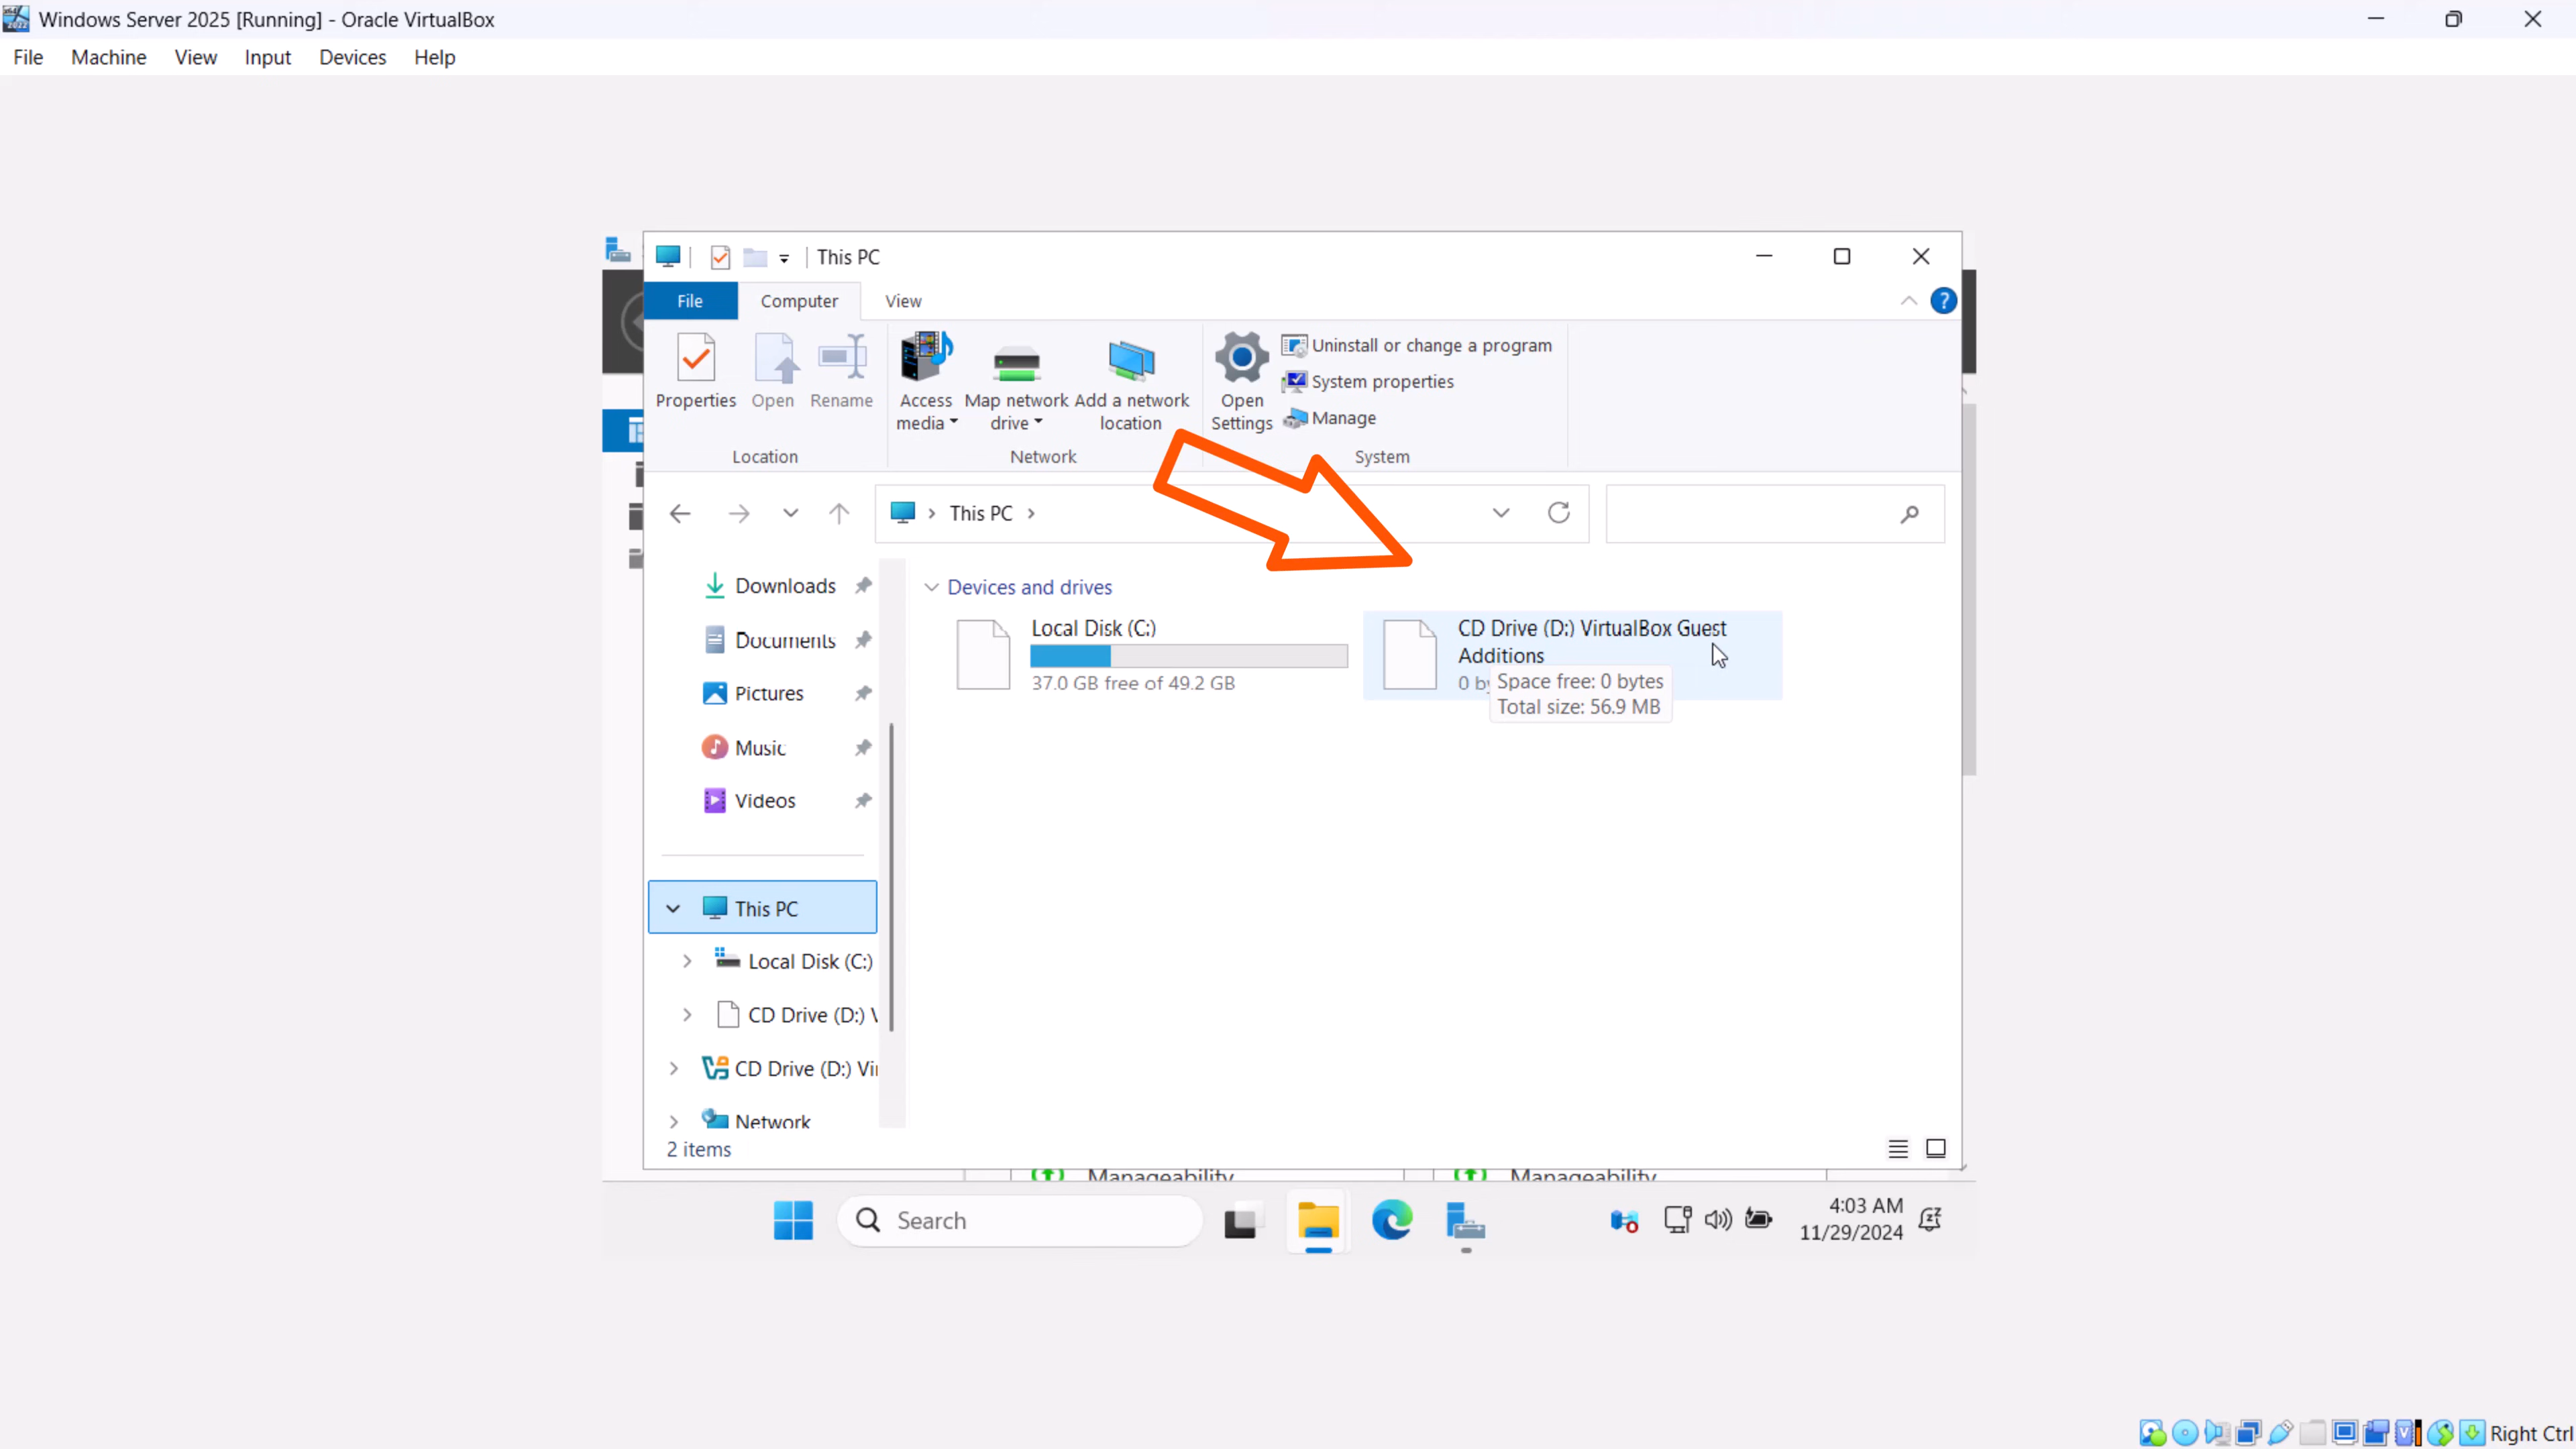 Windows Server 2025 [Running] - Oracle VirtualBox
File Machine View Input Devices Help
This PC
File Computer View
Properties Open Rename
Access media
Map network drive
Add a network location
Open Settings
Uninstall or change a program
System properties
Manage
Location Network System
This PC
Downloads
Documents
Pictures
Music
Videos
This PC
Local Disk (C:)
CD Drive (D:) V
CD Drive (D:) Vir
Network
Devices and drives
Local Disk (C:)
37.0 GB free of 49.2 GB
CD Drive (D:) VirtualBox Guest
Additions
0 by
Space free: 0 bytes
Total size: 56.9 MB
2 items
Manageability Manageability
Search
4:03 AM
11/29/2024
Right Ctrl